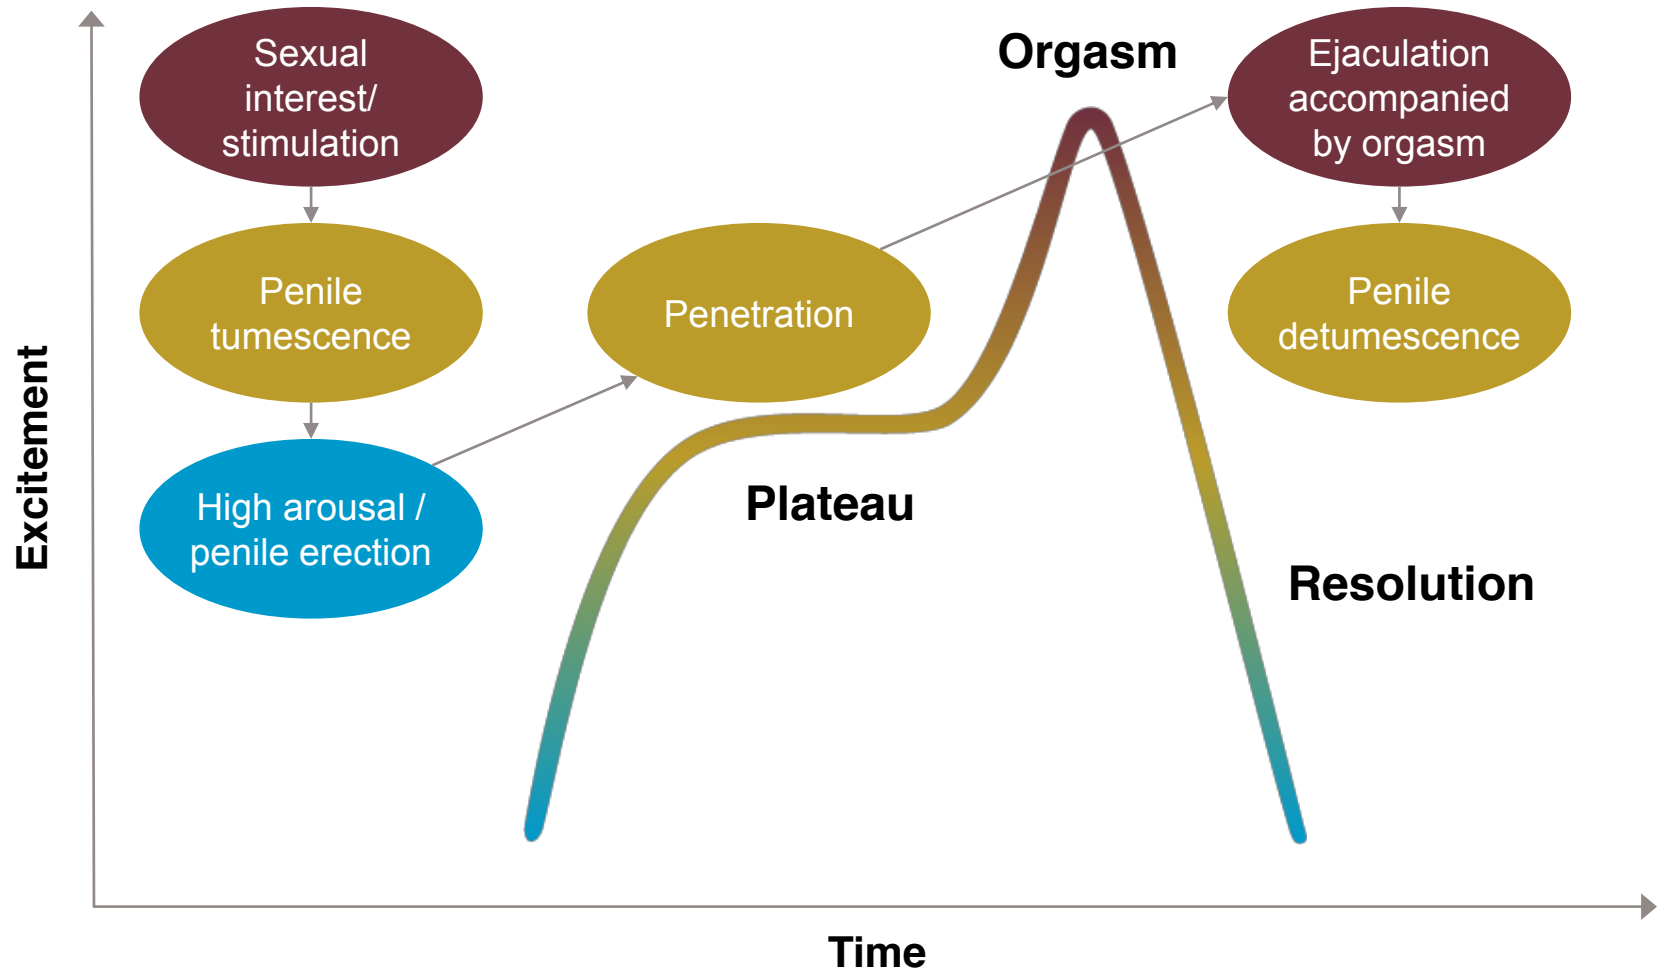 Sexual
interest/
stimulation
Penile
tumescence
High arousal /
penile erection
Penetration
Orgasm
Ejaculation
accompanied
by orgasm
Penile
detumescence
Plateau
Resolution
Excitement
Time